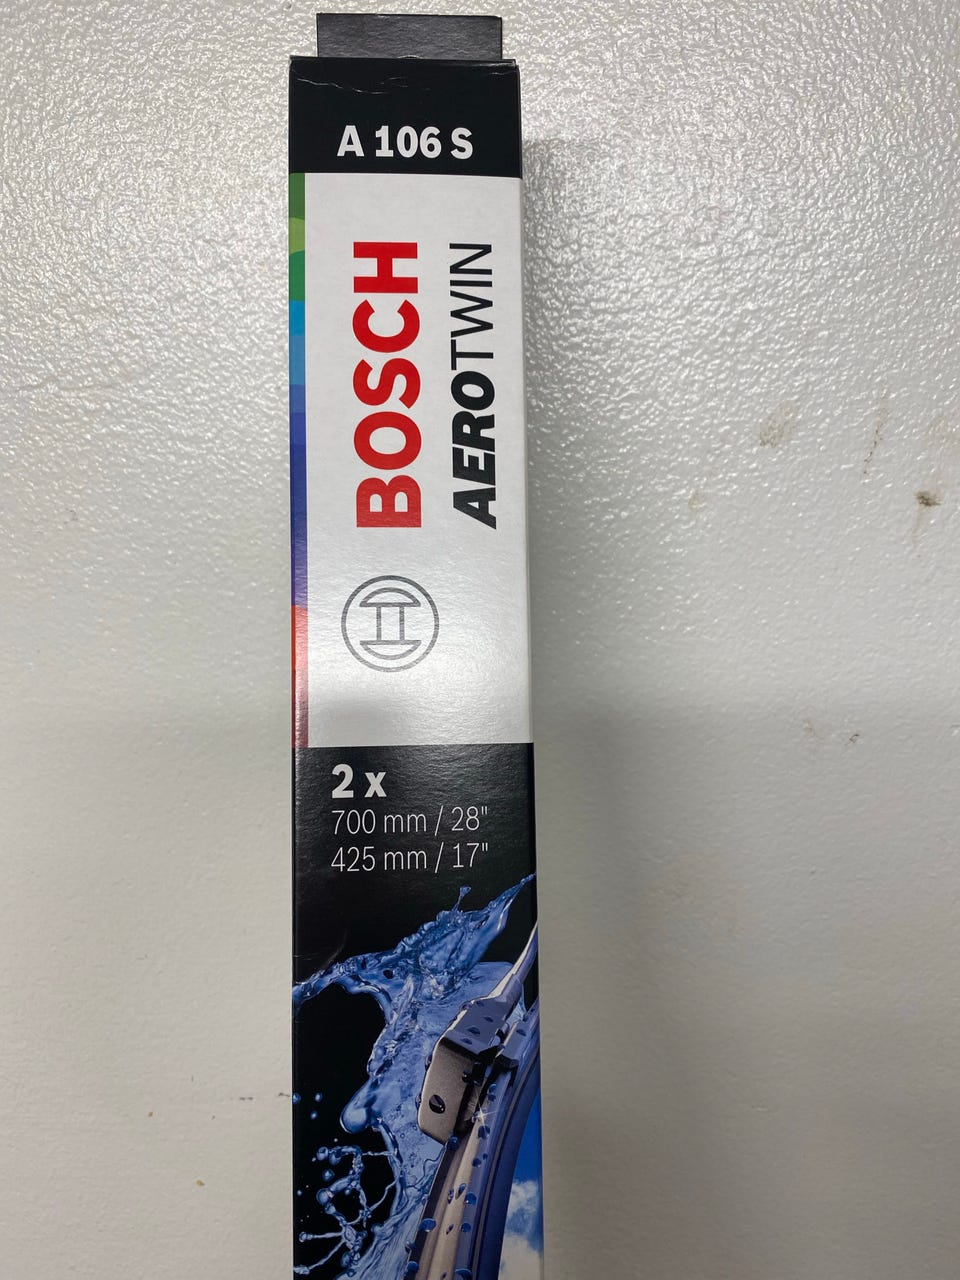 A 106 S
BOSCH
AEROTWIN
2 x
700 mm / 28"
425 mm / 17"